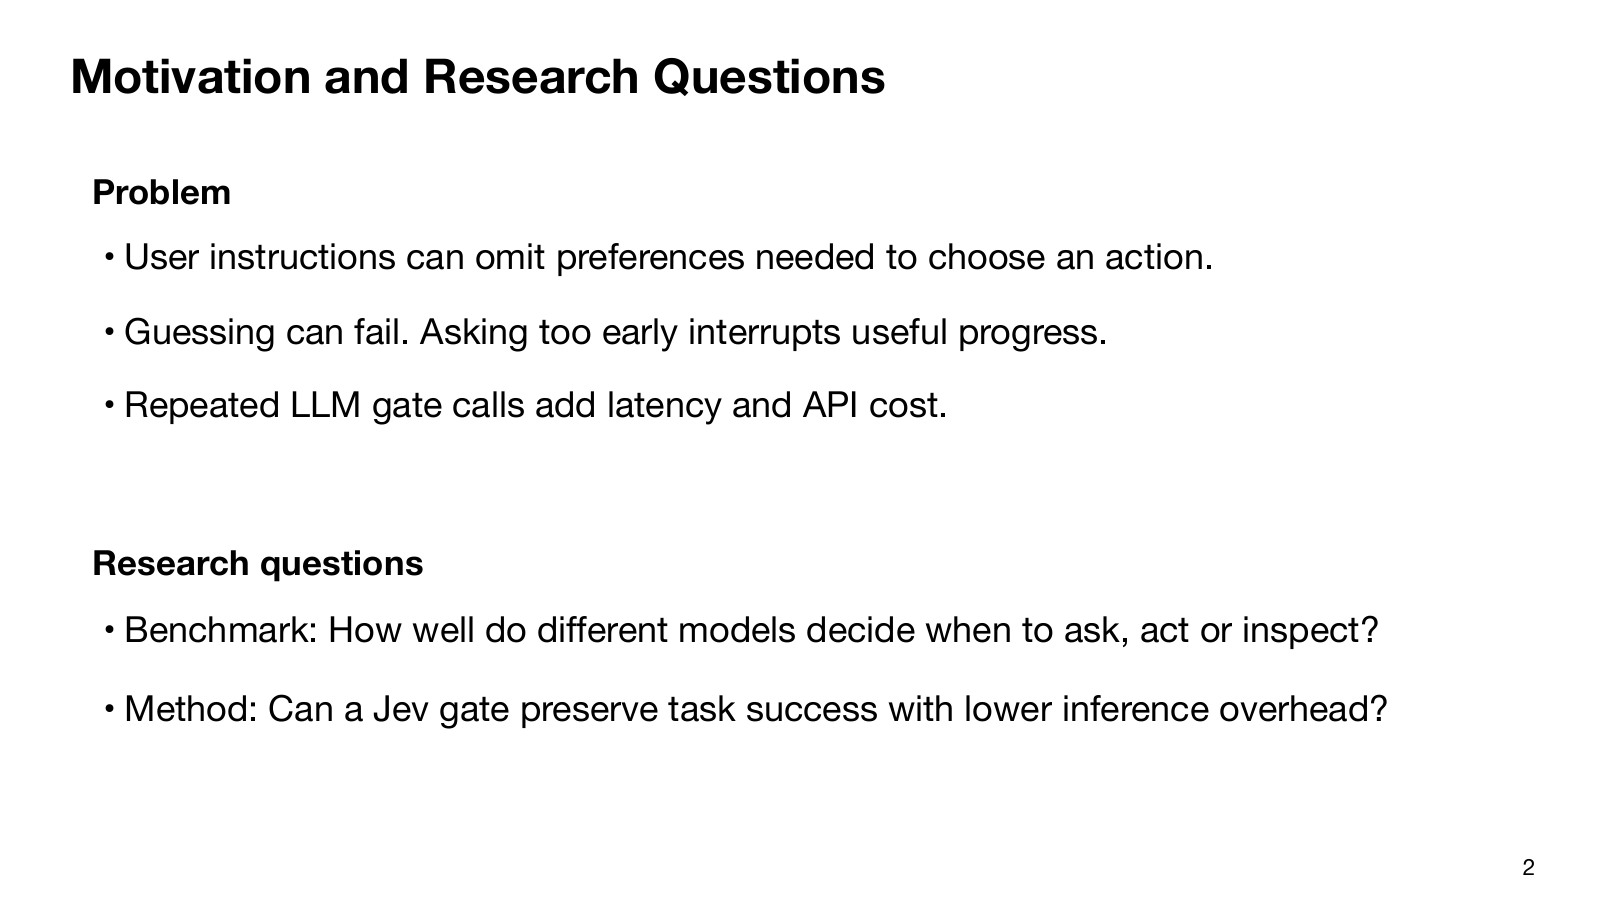 Motivation and Research Questions
Problem
• User instructions can omit preferences needed to choose an action.
• Guessing can fail. Asking too early interrupts useful progress.
• Repeated LLM gate calls add latency and API cost.
Research questions
• Benchmark: How well do different models decide when to ask, act or inspect?
• Method: Can a Jev gate preserve task success with lower inference overhead?
2